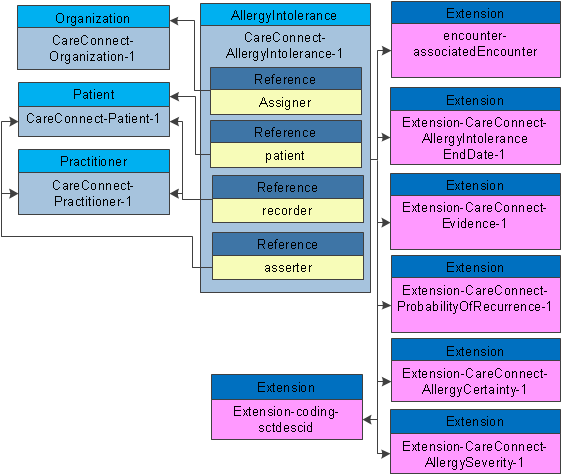 Organization
CareConnect-
Organization-1
Patient
CareConnect-Patient-1
Practitioner
CareConnect-
Practitioner-1
AllergyIntolerance
CareConnect-
AllergyIntolerance-1
Reference
Assigner
Reference
patient
Reference
recorder
Reference
asserter
Extension
Extension-coding-
sctdescid
Extension
encounter-
associatedEncounter
Extension
Extension-CareConnect-
AllergyIntolerance
EndDate-1
Extension
Extension-CareConnect-
Evidence-1
Extension
Extension-CareConnect-
ProbabilityOfRecurrence-1
Extension
Extension-CareConnect-
AllergyCertainty-1
Extension
Extension-CareConnect-
AllergySeverity-1